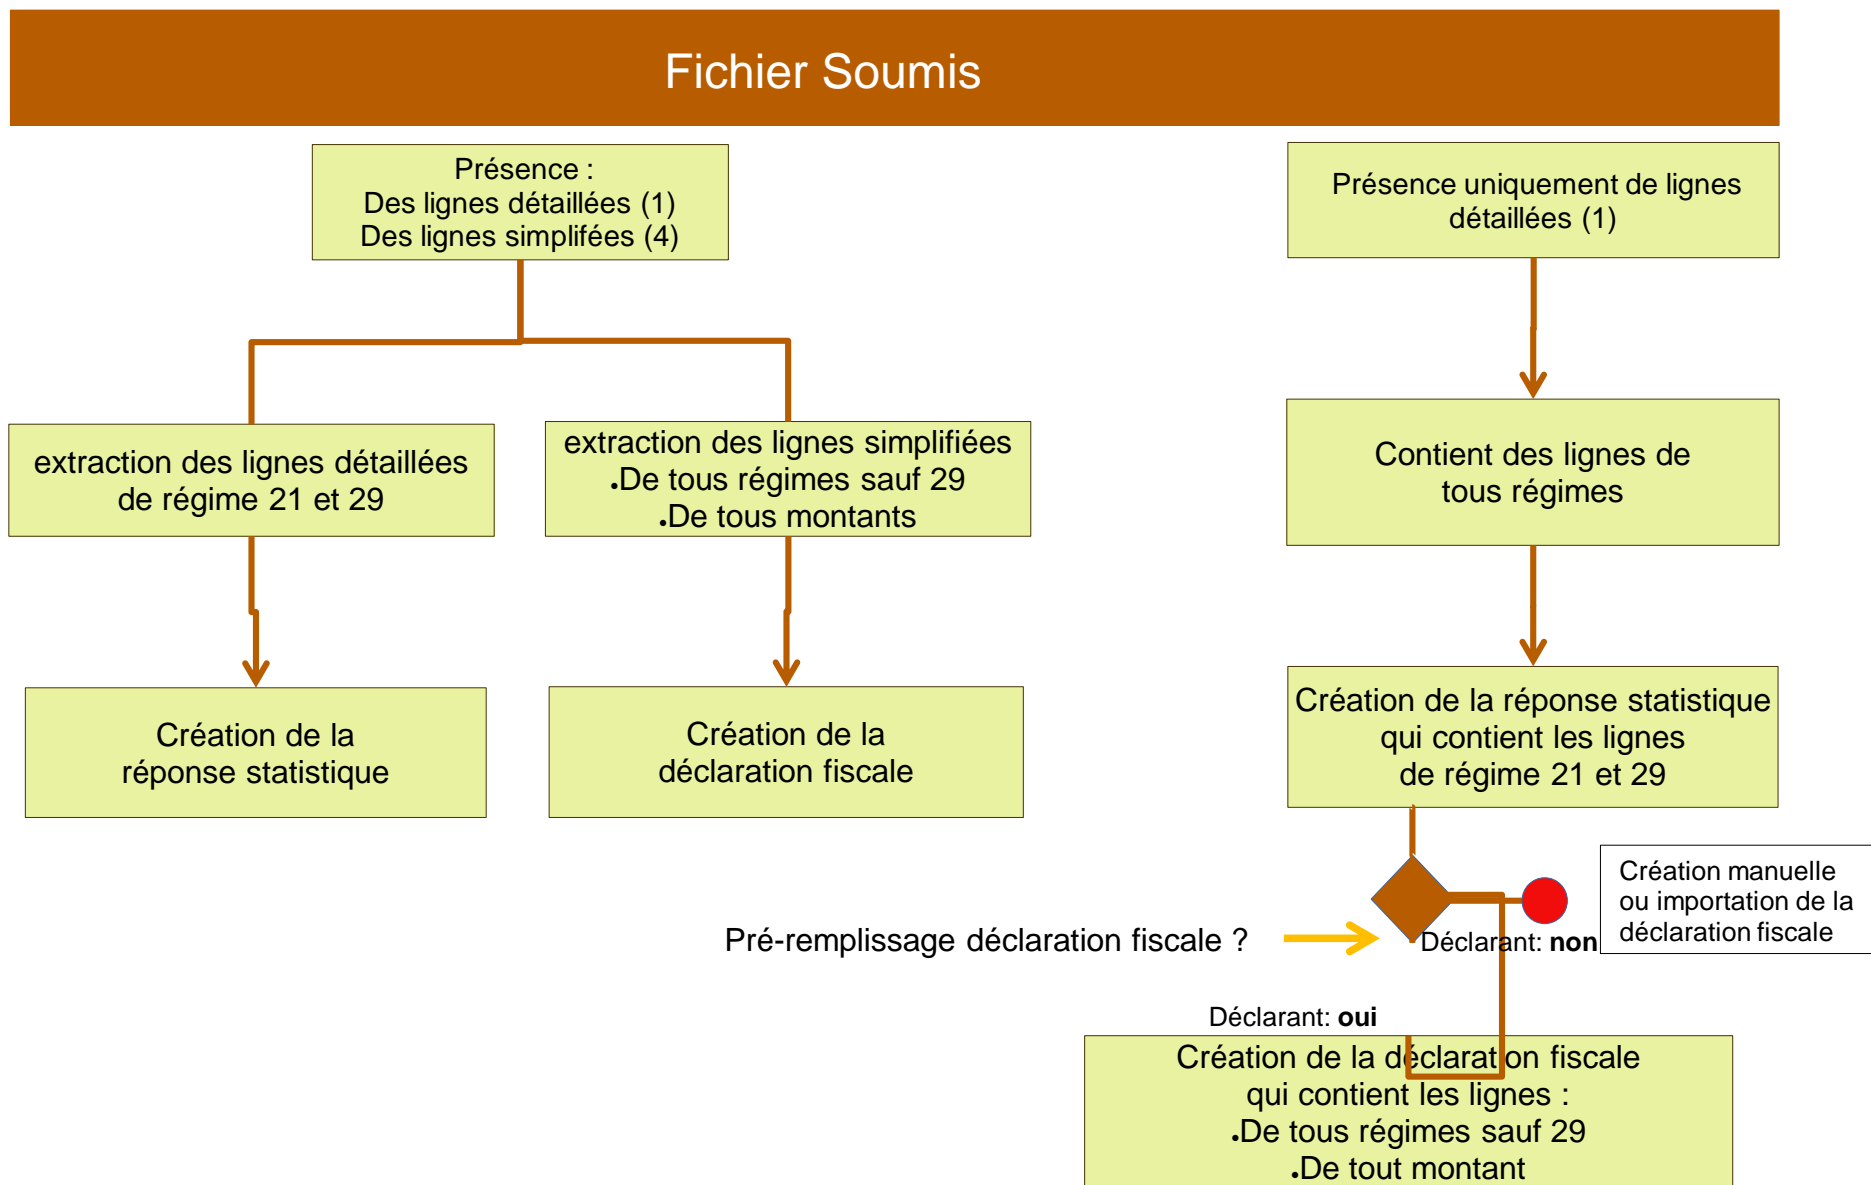 Fichier Soumis
Présence :
Des lignes détaillées (1)
Des lignes simplifées (4)
Présence uniquement de lignes
détaillées (1)
extraction des lignes détaillées
de régime 21 et 29
extraction des lignes simplifiées
•De tous régimes sauf 29
•De tous montants
Contient des lignes de
tous régimes
Création de la
réponse statistique
Création de la
déclaration fiscale
Création de la réponse statistique
qui contient les lignes
de régime 21 et 29
Création manuelle
ou importation de la
déclaration fiscale
Pré-remplissage déclaration fiscale ?
Déclarant: non
Déclarant: oui
Création de la déclaration fiscale
qui contient les lignes :
•De tous régimes sauf 29
•De tout montant